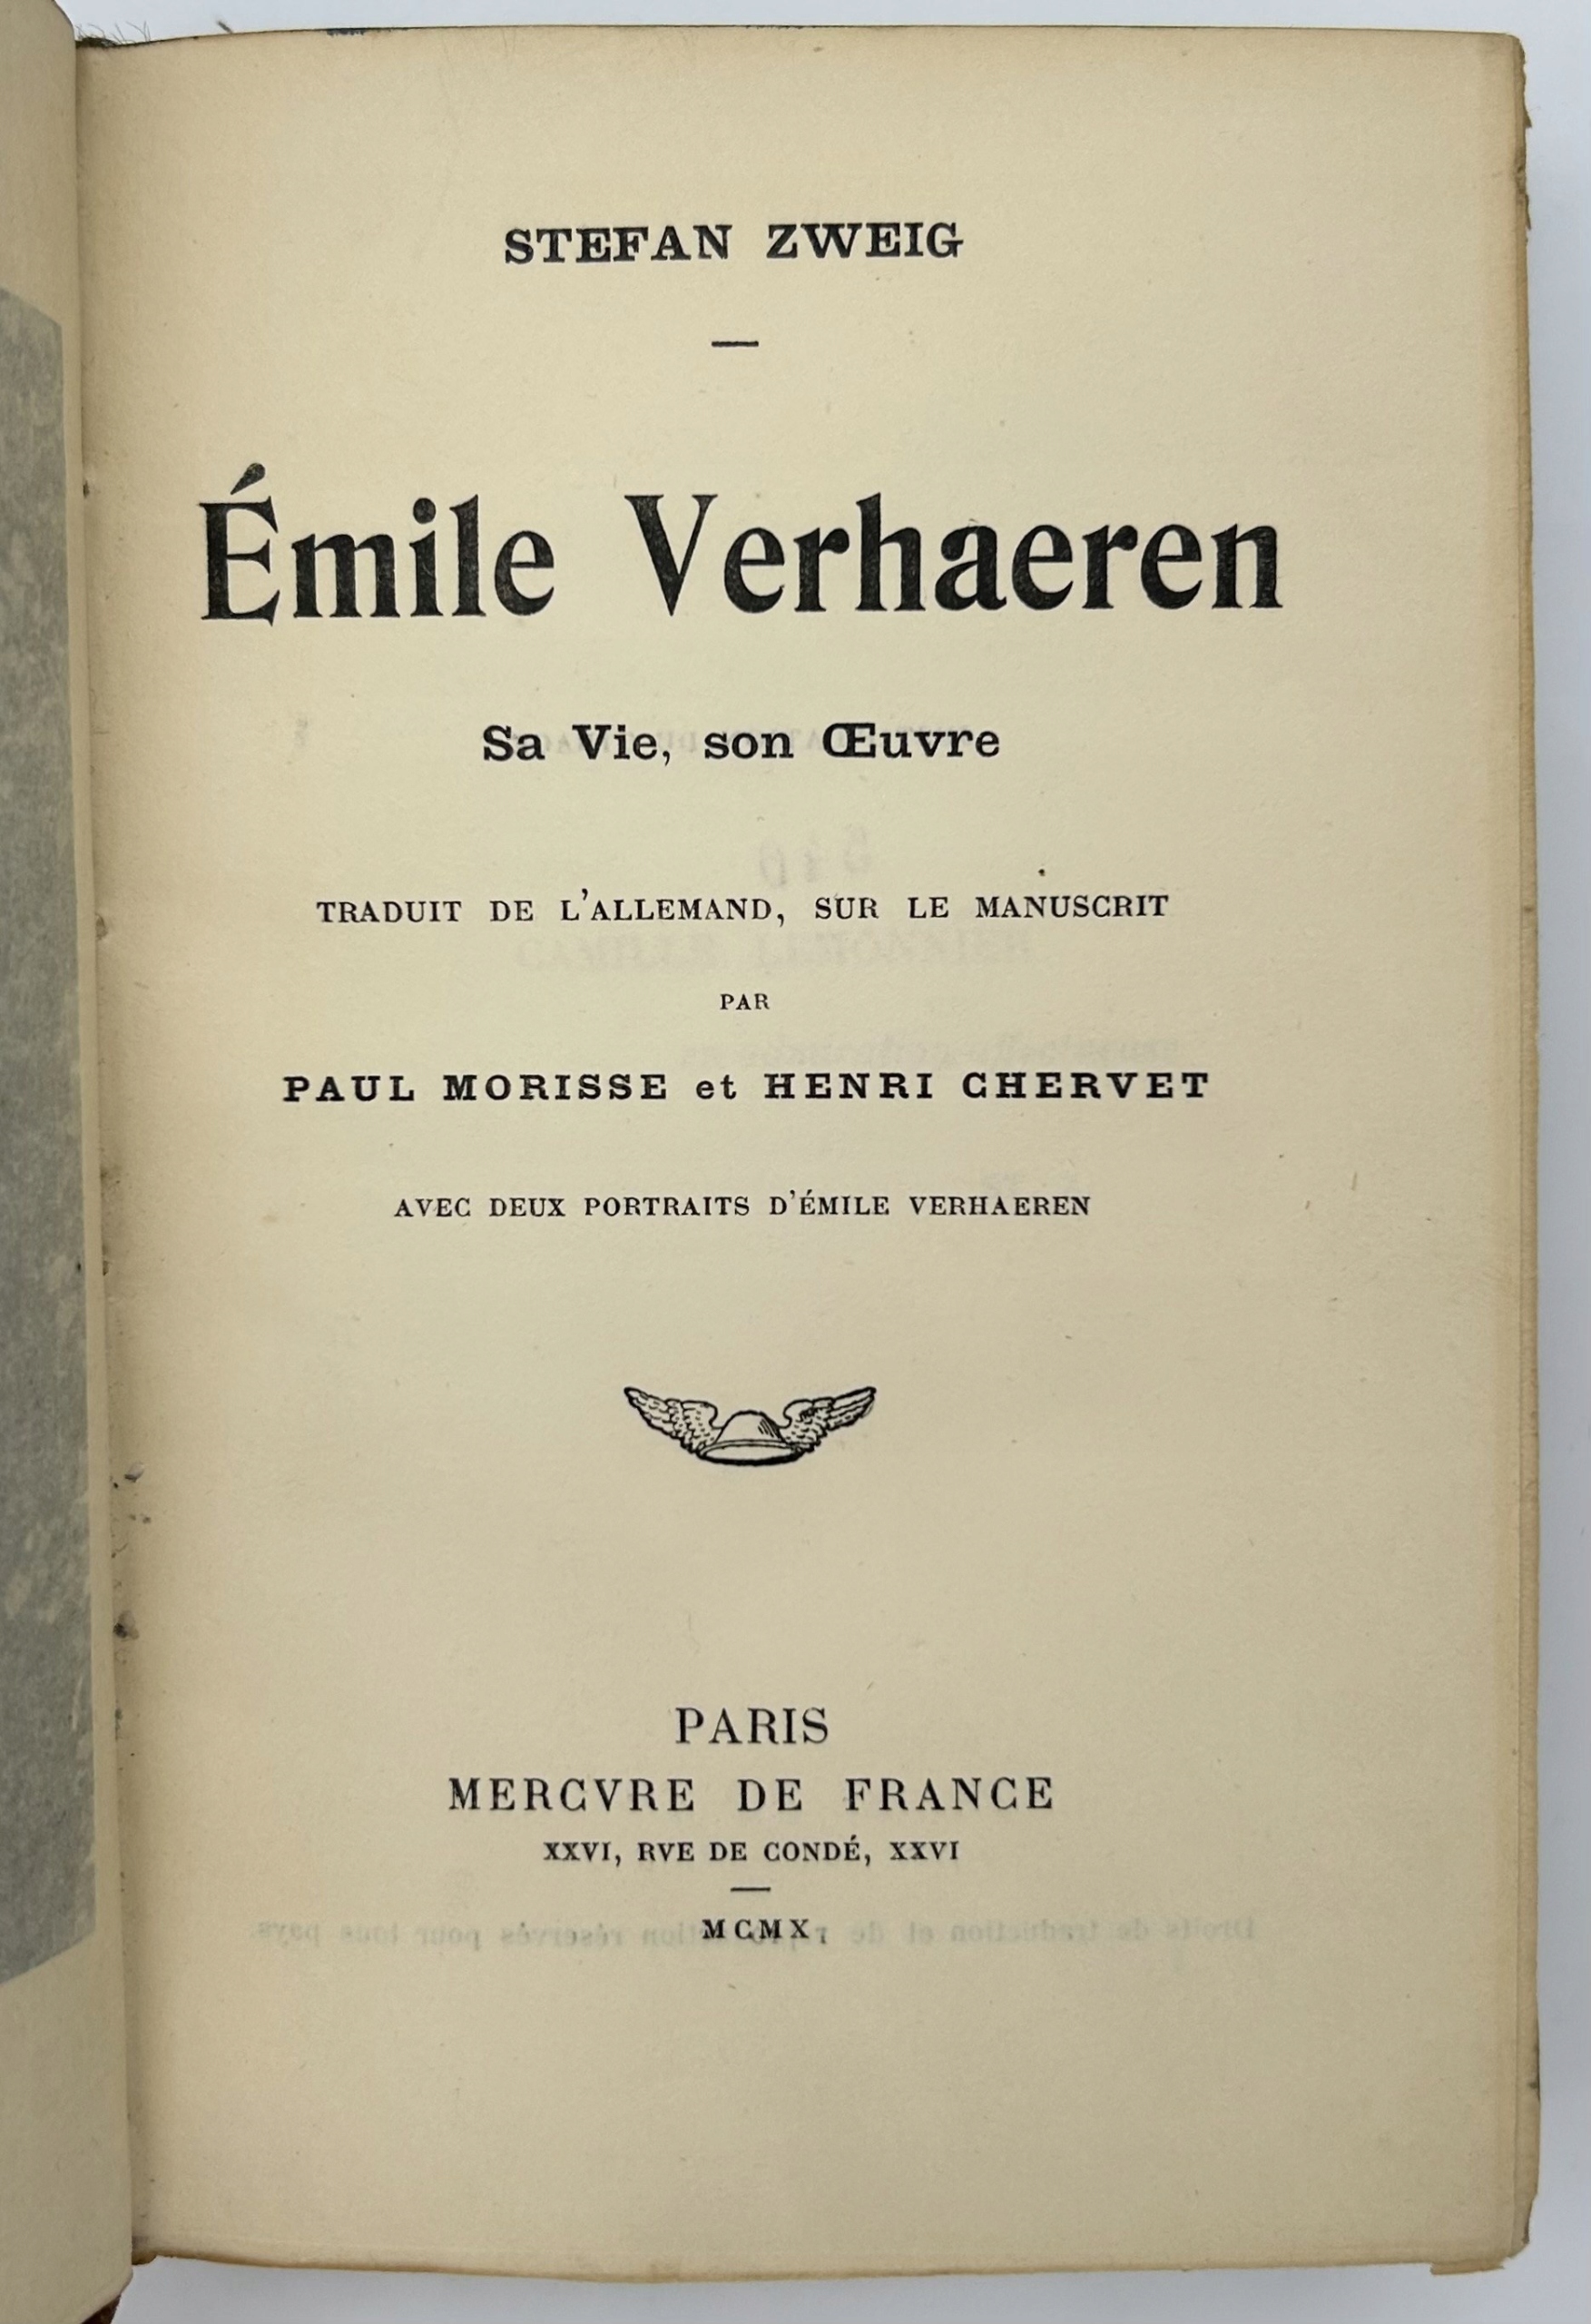 STEFAN ZWEIG
Émile Verhaeren
Sa Vie, son Œuvre
TRADUIT DE L'ALLEMAND, SUR LE MANUSCRIT
PAR
PAUL MORISSE et HENRI CHERVET
AVEC DEUX PORTRAITS D'ÉMILE VERHAEREN
PARIS
MERCVRE DE FRANCE
XXVI, RVE DE CONDÉ, XXVI
MCMX